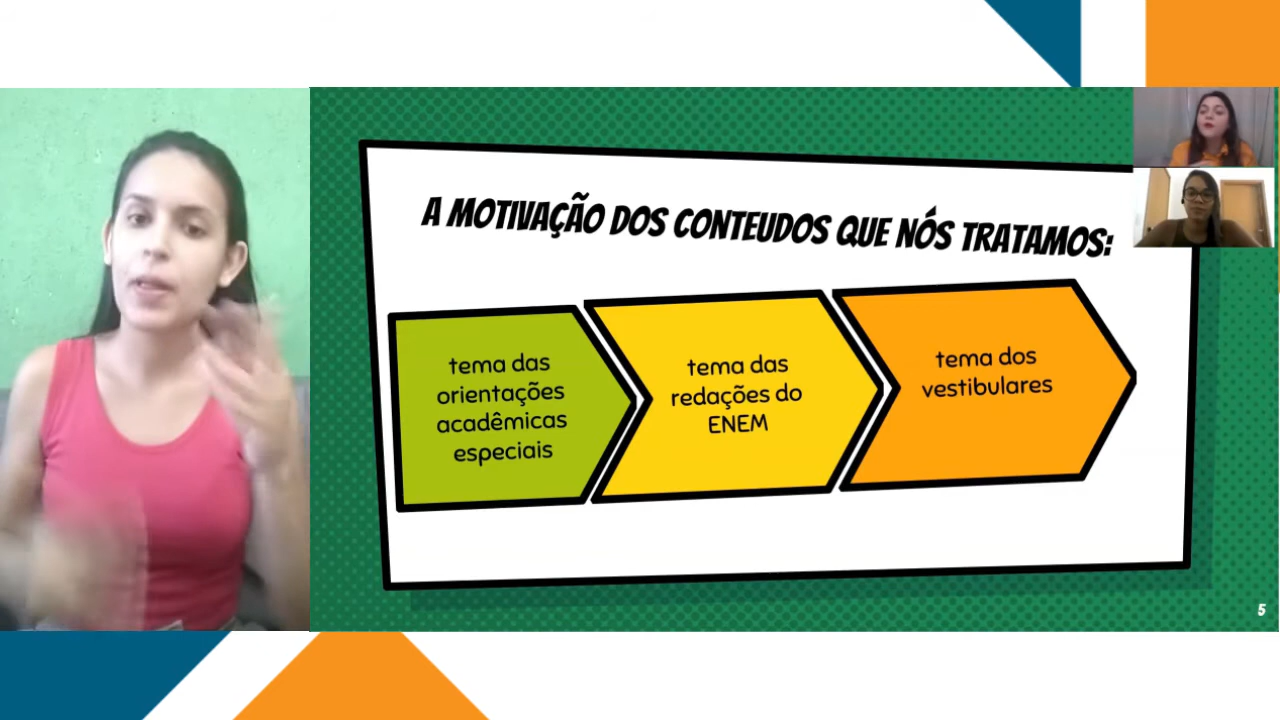 A MOTIVAÇÃO DOS CONTEUDOS QUE NÓS TRATAMOS:
tema das
orientações
acadêmicas
especiais
tema das
redações do
ENEM
tema dos
vestibulares
5